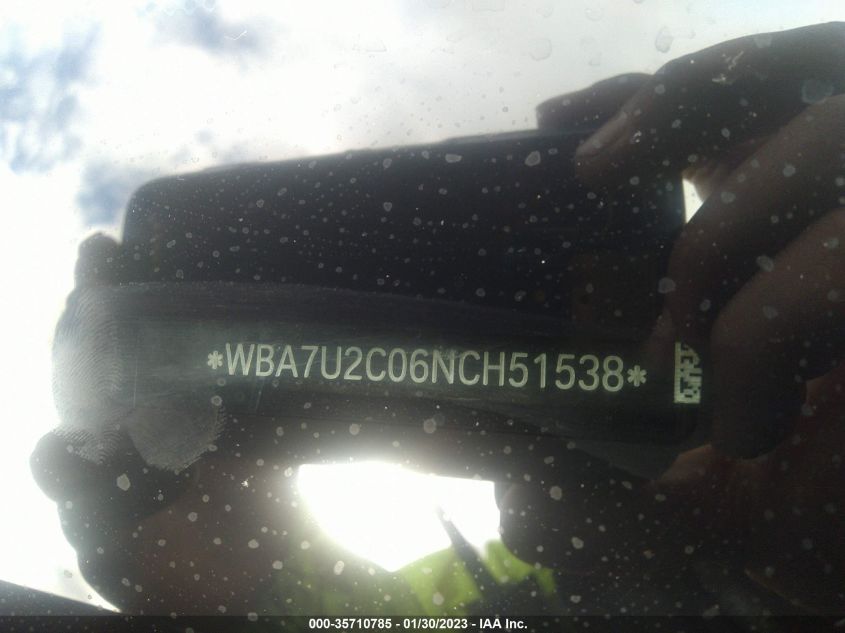 *WBA7U2C06NCH51538*
000-35710785 - 01/30/2023 - IAA Inc.